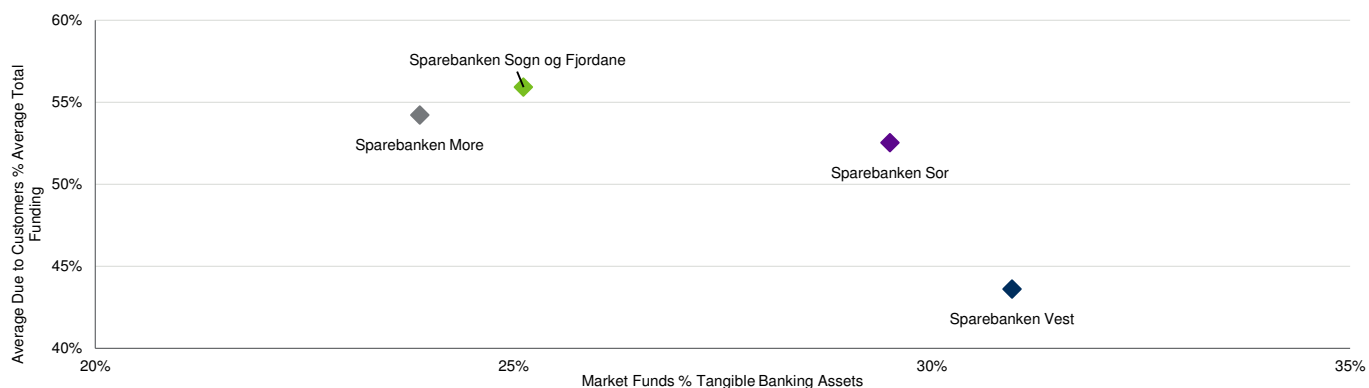 60%
55%
50%
45%
40%
Average Due to Customers % Average Total
Funding
Sparebanken Sogn og Fjordane
Sparebanken More
Sparebanken Sor
Sparebanken Vest
20%
25%
30%
35%
Market Funds % Tangible Banking Assets